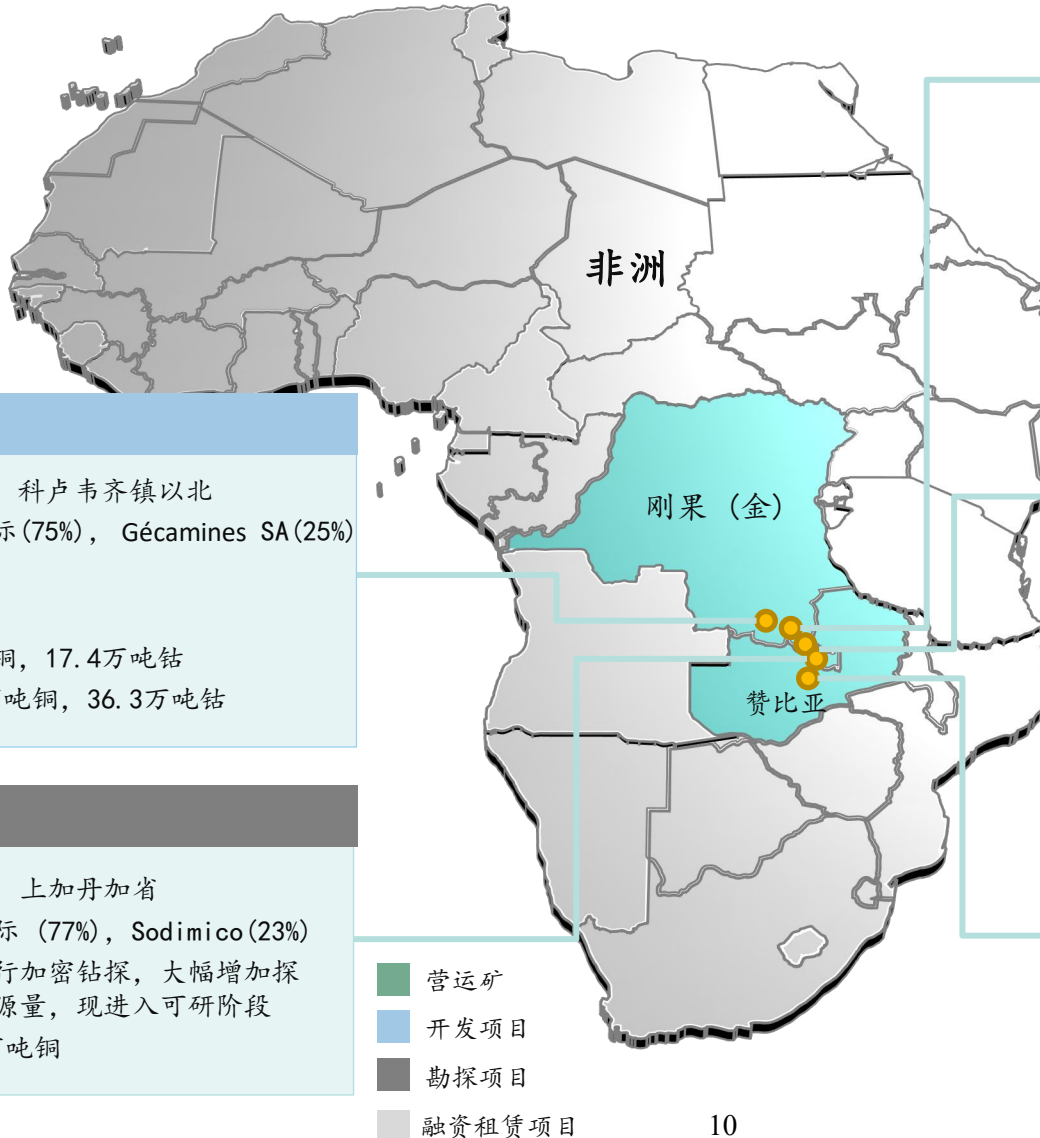 非洲
科卢韦齐镇以北
示(75%), Gécamines SA(25%)
刚果 (金)
铜, 17.4万吨钴
吨铜, 36.3万吨钴
赞比亚
上加丹加省
际 (77%), Sodimico(23%)
行加密钻探, 大幅增加探
源量, 现进入可研阶段
吨铜
营运矿
开发项目
勘探项目
融资租赁项目
10